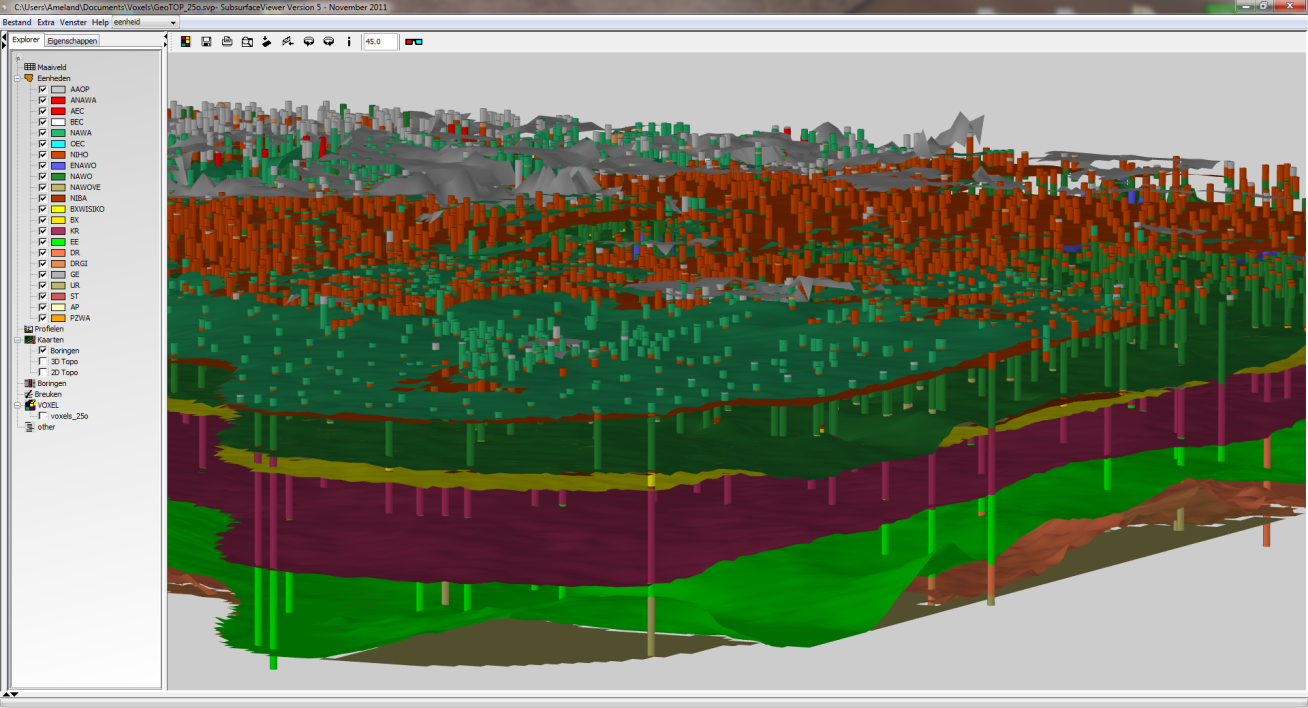 C:\Users\Ameland\Documents\Voxels\GeoTOP_25o.svp- SubsurfaceViewer Version 5 - November 2011
Bestand Extra Venster Help eenheid
Explorer Eigenschappen
45.0
Maaiveld
Eenheden
AAOP
ANAWA
AEC
BEC
NAWA
OEC
NIHO
ENAWO
NAWO
NAWOVE
NIBA
BXWISIKO
BX
KR
EE
DR
DRGI
GE
UR
ST
AP
PZWA
Profielen
Kaarten
Boringen
3D Topo
2D Topo
Boringen
Breuken
VOXEL
voxels_25o
other